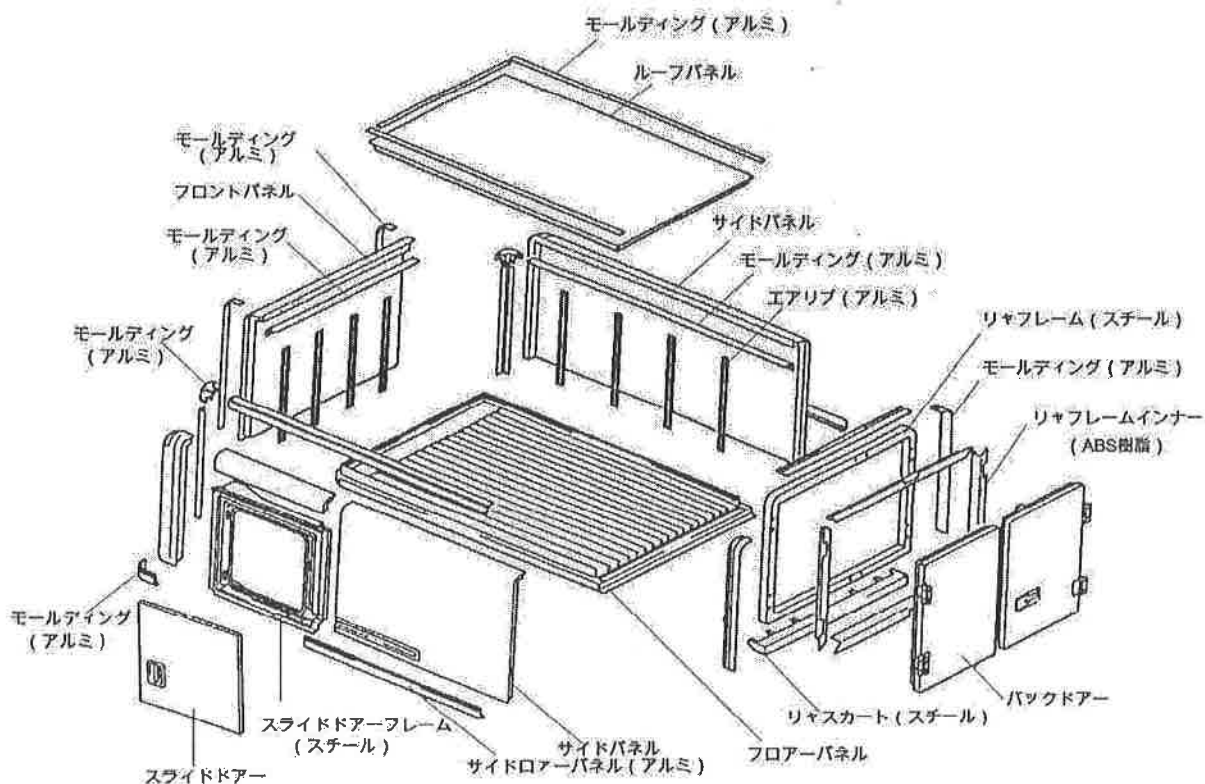 モールディング(アルミ)
ルーフパネル
モールディング
(アルミ)
フロントパネル
モールディング
(アルミ)
サイドパネル
モールディング(アルミ)
エアリブ(アルミ)
リヤフレーム(スチール)
モールディング
(アルミ)
モールディング(アルミ)
リヤフレームインナー
(ABS樹脂)
モールディング
(アルミ)
スライドドアーフレーム
(スチール)
スライドドアー
サイドパネル
サイドロアーパネル(アルミ)
フロアーパネル
リヤスカート(スチール)
バックドアー